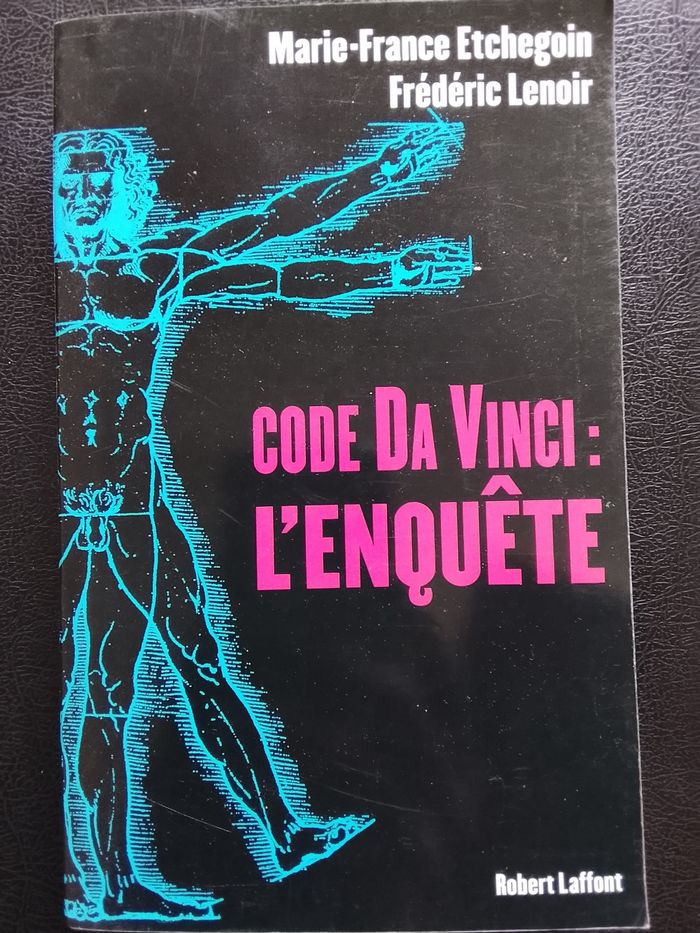 Marie-France Etchegoin
Frédéric Lenoir
CODE DA VINCI :
L'ENQUÊTE
Robert Laffont